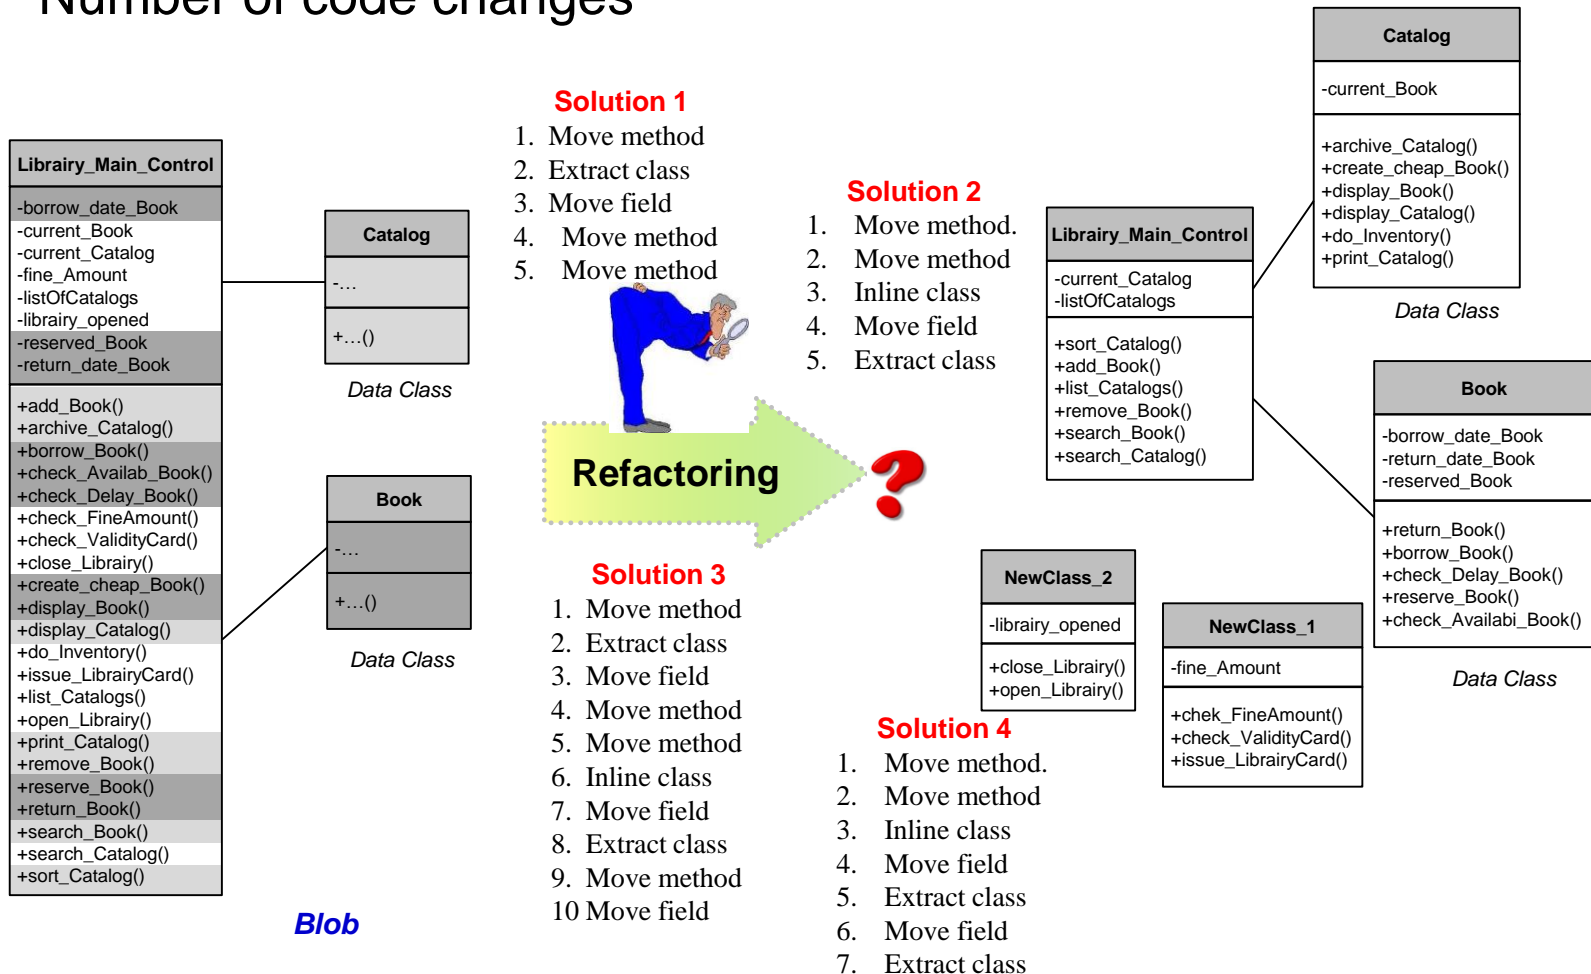 Number of code changes
Librairy_Main_Control
-borrow_date_Book
-current_Book
-current_Catalog
-fine_Amount
-listOfCatalogs
-librairy_opened
-reserved_Book
-return_date_Book
+add_Book()
+archive_Catalog()
+borrow_Book()
+check_Availab_Book()
+check_Delay_Book()
+check_FineAmount()
+check_ValidityCard()
+close_Librairy()
+create_cheap_Book()
+display_Book()
+display_Catalog()
+do_Inventory()
+issue_LibrairyCard()
+list_Catalogs()
+open_Librairy()
+print_Catalog()
+remove_Book()
+reserve_Book()
+return_Book()
+search_Book()
+search_Catalog()
+sort_Catalog()
Blob
Catalog
-...
+...()
Data Class
Book
-...
+...()
Data Class
Solution 1
1. Move method
2. Extract class
3. Move field
4. Move method
5. Move method
Refactoring
?
Solution 3
1. Move method
2. Extract class
3. Move field
4. Move method
5. Move method
6. Inline class
7. Move field
8. Extract class
9. Move method
10 Move field
Solution 2
1. Move method.
2. Move method
3. Inline class
4. Move field
5. Extract class
Librairy_Main_Control
-current_Catalog
-listOfCatalogs
+sort_Catalog()
+add_Book()
+list_Catalogs()
+remove_Book()
+search_Book()
+search_Catalog()
Catalog
-current_Book
+archive_Catalog()
+create_cheap_Book()
+display_Book()
+display_Catalog()
+do_Inventory()
+print_Catalog()
Data Class
Book
-borrow_date_Book
-return_date_Book
-reserved_Book
+return_Book()
+borrow_Book()
+check_Delay_Book()
+reserve_Book()
+check_Availabi_Book()
Data Class
NewClass_2
-librairy_opened
+close_Librairy()
+open_Librairy()
NewClass_1
-fine_Amount
+chek_FineAmount()
+check_ValidityCard()
+issue_LibrairyCard()
Solution 4
1. Move method.
2. Move method
3. Inline class
4. Move field
5. Extract class
6. Move field
7. Extract class